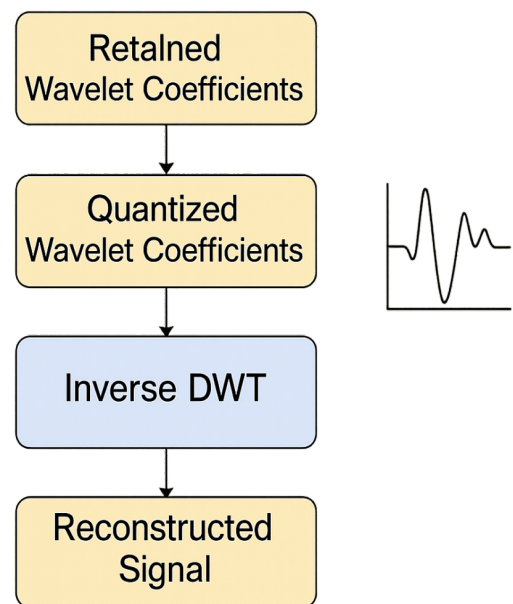 Retalned
Wavelet Coefficients
Quantized
Wavelet Coefficients
Inverse DWT
Reconstructed
Signal